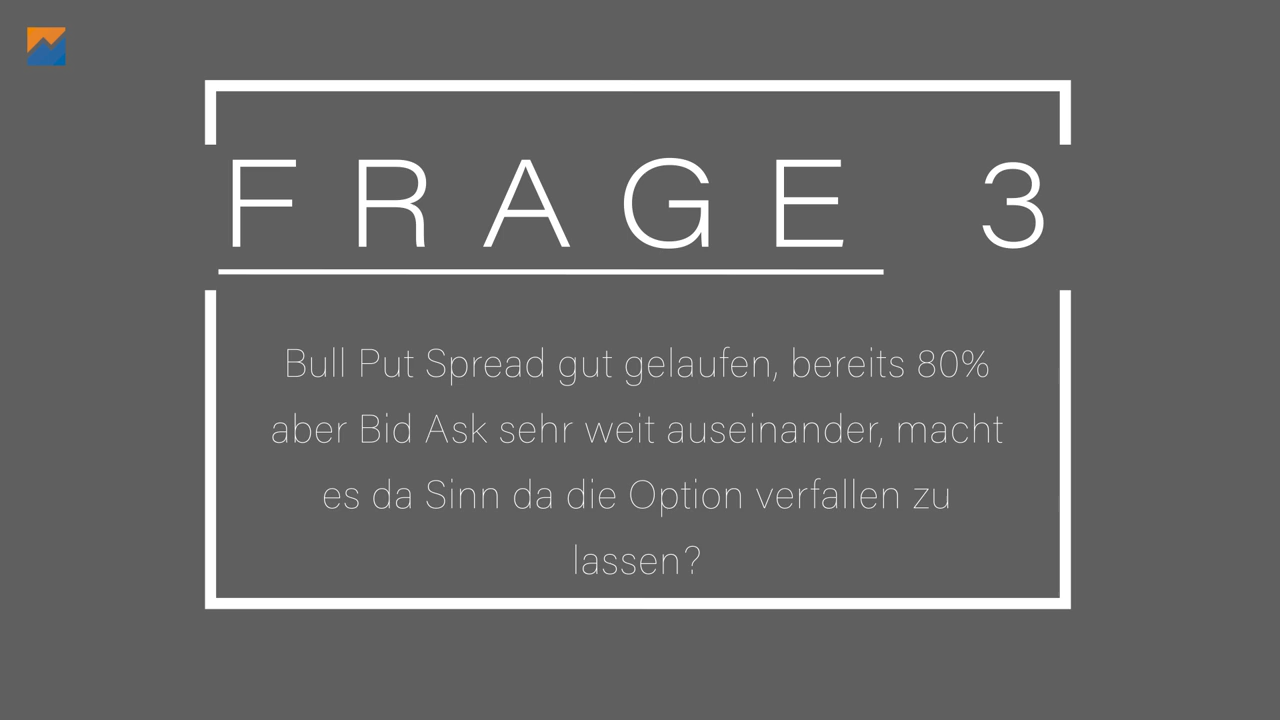 FRAGE 3
Bull Put Spread gut gelaufen, bereits 80%
aber Bid Ask sehr weit auseinander, macht
es da Sinn da die Option verfallen zu
lassen?